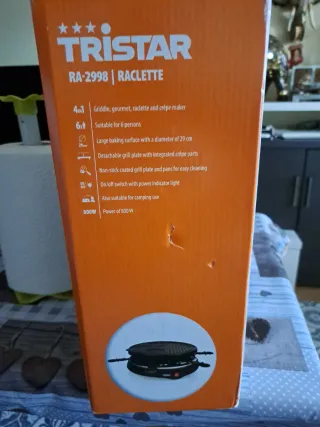 TRISTAR
RA-2998 | RACLETTE
4in1 Griddle, gourmet, raclette and crêpe maker
6 Suitable for 6 persons
Large baking surface with a diameter of 29 cm
Detachable grill plate with integrated crêpe parts
Non-stick coated grill plate and pans for easy cleaning
On/off switch with power indicator light
Also suitable for camping use
800W Power of 800 W